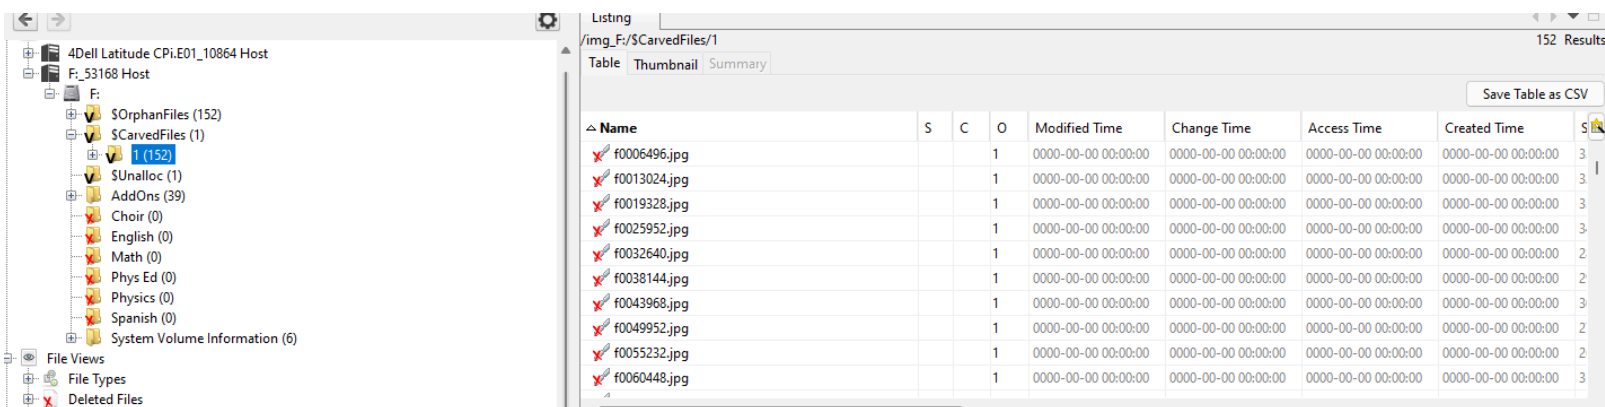 Listing
/img_F:/$CarvedFiles/1 152 Results
Table Thumbnail Summary
Save Table as CSV
4Dell Latitude CPi.E01_10864 Host
F:_53168 Host
F:
$OrphanFiles (152)
$CarvedFiles (1)
1 (152)
$Unalloc (1)
AddOns (39)
Choir (0)
English (0)
Math (0)
Phys Ed (0)
Physics (0)
Spanish (0)
System Volume Information (6)
File Views
File Types
Deleted Files
Name S C O Modified Time Change Time Access Time Created Time S
f0006496.jpg 1 0000-00-00 00:00:00 0000-00-00 00:00:00 0000-00-00 00:00:00 0000-00-00 00:00:00 3
f0013024.jpg 1 0000-00-00 00:00:00 0000-00-00 00:00:00 0000-00-00 00:00:00 0000-00-00 00:00:00 3
f0019328.jpg 1 0000-00-00 00:00:00 0000-00-00 00:00:00 0000-00-00 00:00:00 0000-00-00 00:00:00 3
f0025952.jpg 1 0000-00-00 00:00:00 0000-00-00 00:00:00 0000-00-00 00:00:00 0000-00-00 00:00:00 3
f0032640.jpg 1 0000-00-00 00:00:00 0000-00-00 00:00:00 0000-00-00 00:00:00 0000-00-00 00:00:00 2
f0038144.jpg 1 0000-00-00 00:00:00 0000-00-00 00:00:00 0000-00-00 00:00:00 0000-00-00 00:00:00 2
f0043968.jpg 1 0000-00-00 00:00:00 0000-00-00 00:00:00 0000-00-00 00:00:00 0000-00-00 00:00:00 3
f0049952.jpg 1 0000-00-00 00:00:00 0000-00-00 00:00:00 0000-00-00 00:00:00 0000-00-00 00:00:00 2
f0055232.jpg 1 0000-00-00 00:00:00 0000-00-00 00:00:00 0000-00-00 00:00:00 0000-00-00 00:00:00 2
f0060448.jpg 1 0000-00-00 00:00:00 0000-00-00 00:00:00 0000-00-00 00:00:00 0000-00-00 00:00:00 3